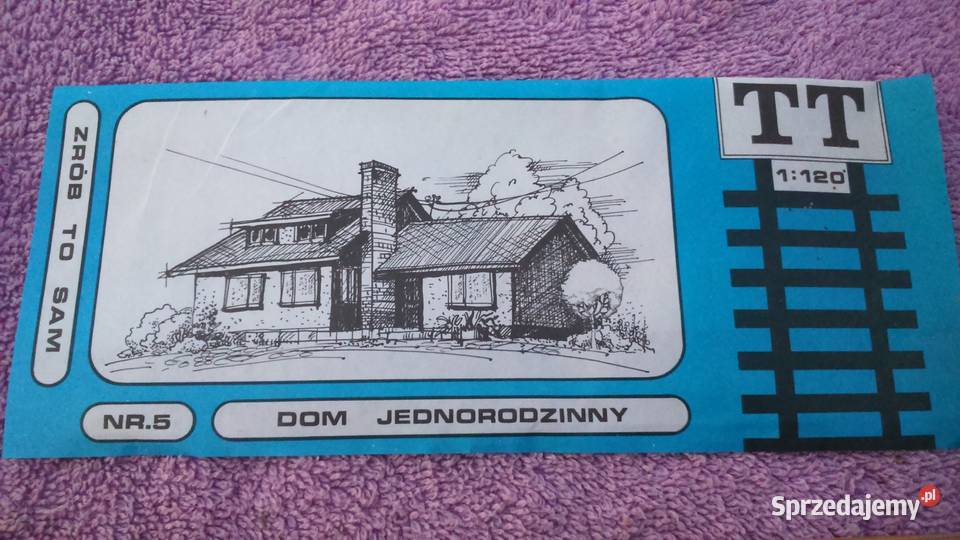 ZRÓB TO SAM
TT
1:120
NR.5
DOM JEDNORODZINNY
Sprzedajemy.pl